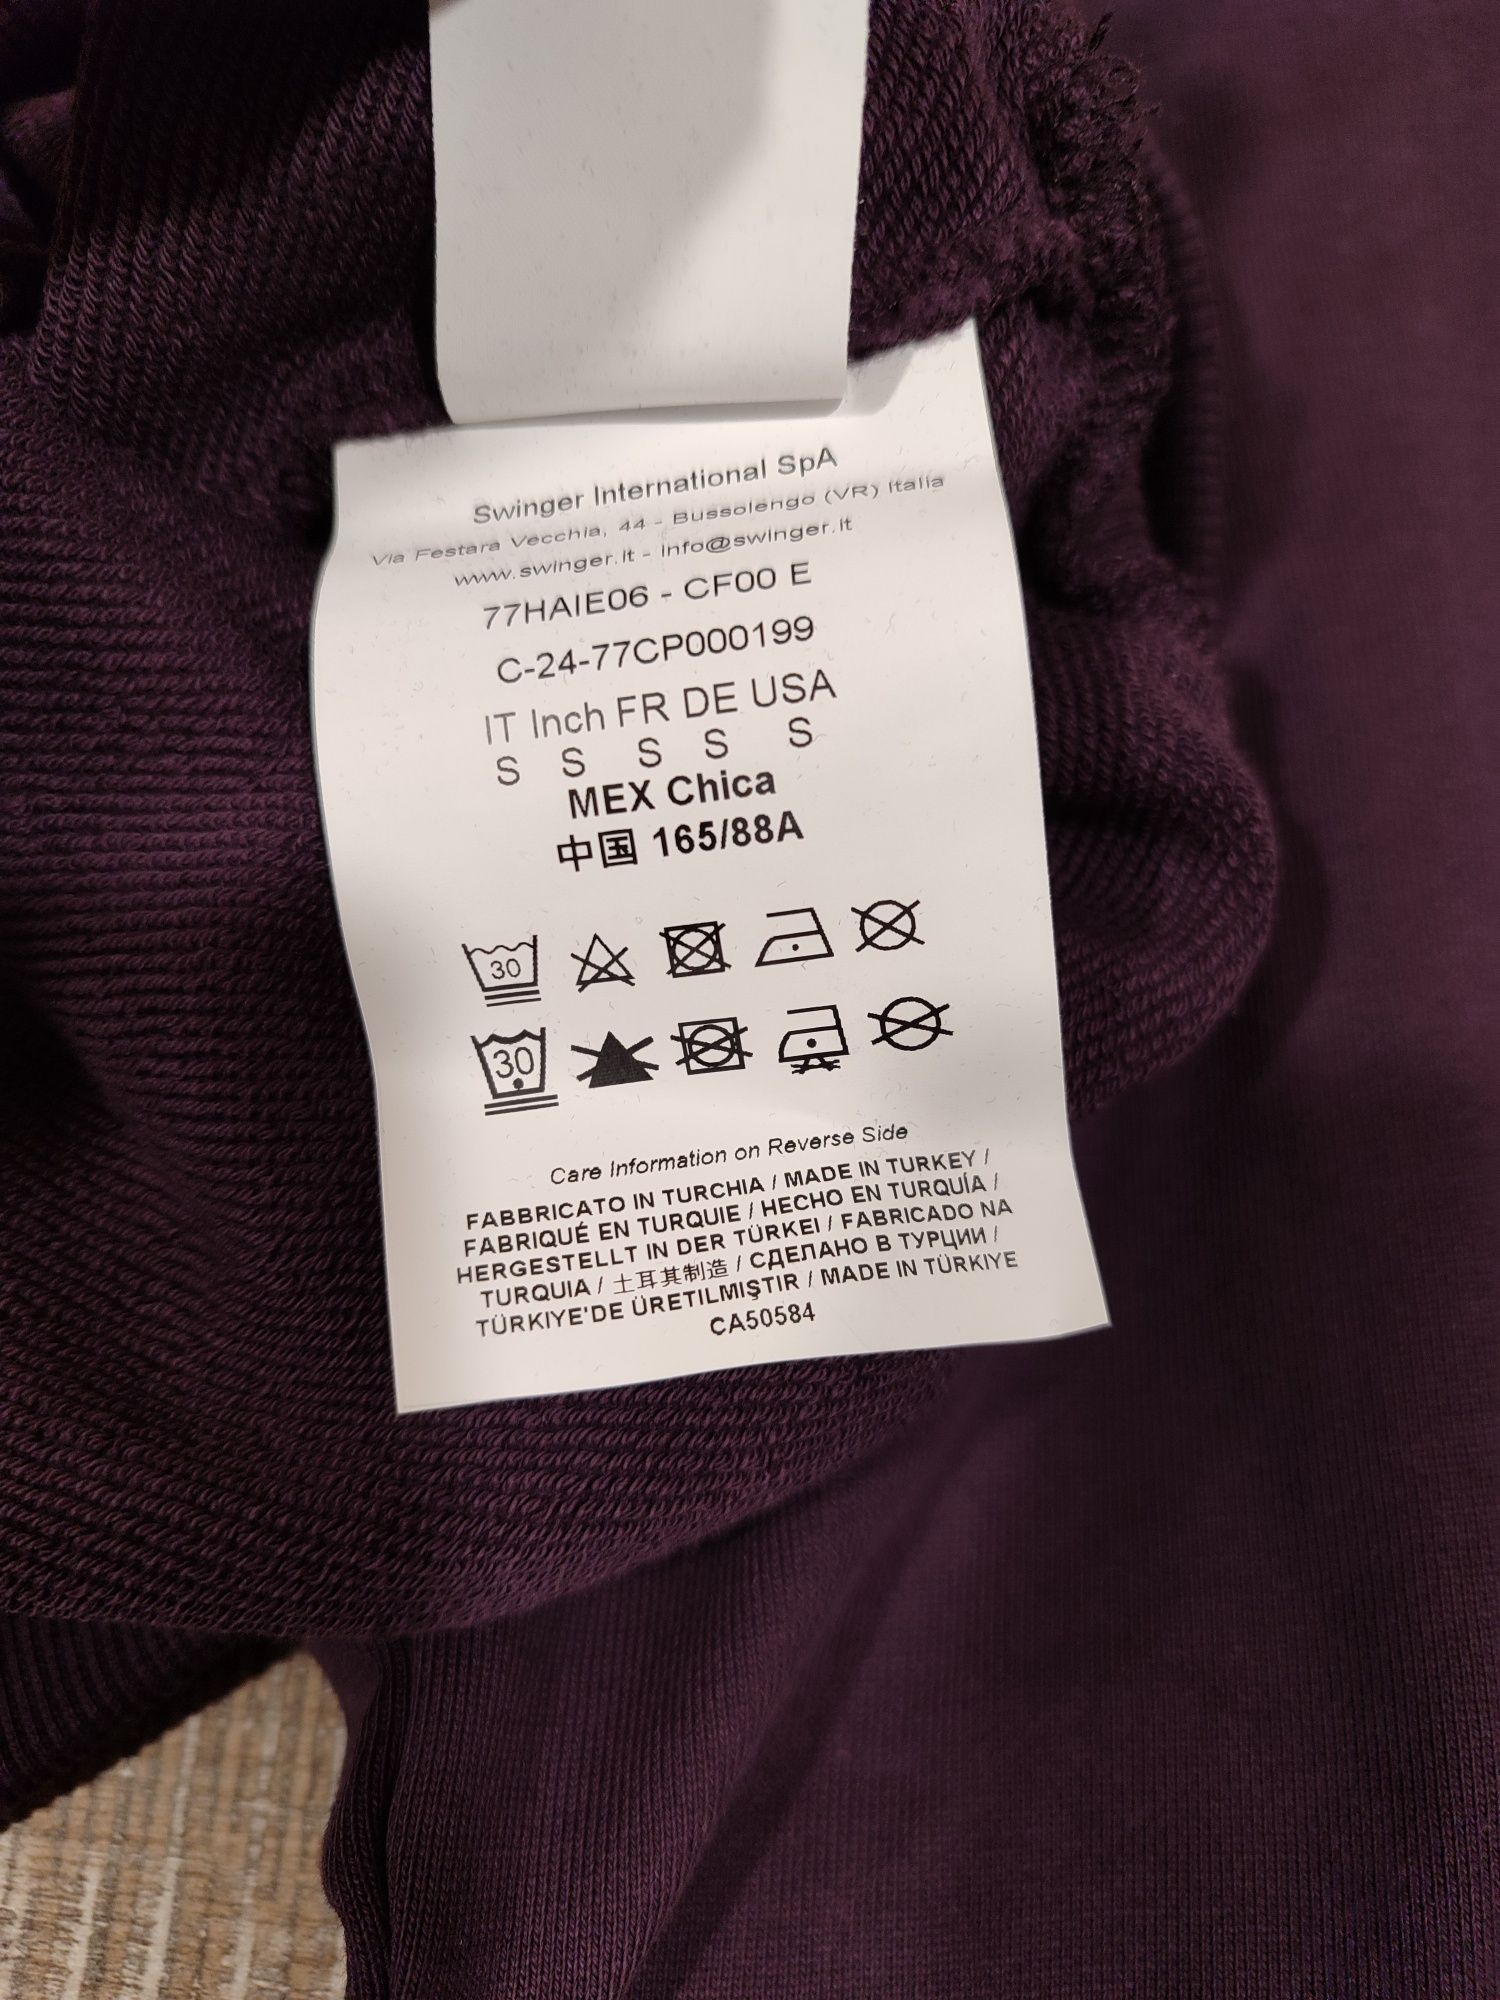 Swinger International SpA
Via Festara Vecchia, 44 - Bussolengo (VR) Italia
www.swinger.it - info@swinger.it
77HAIE06 - CF00 E
C-24-77CP000199
IT Inch FR DE USA
S S S S S
MEX Chica
中国 165/88A
30
30
Care Information on Reverse Side
FABBRICATO IN TURCHIA / MADE IN TURKEY /
FABRIQUÉ EN TURQUIE / HECHO EN TURQUÍA /
HERGESTELLT IN DER TÜRKEI / FABRICADO NA
TURQUIA / 土耳其制造 / СДЕЛАНО В ТУРЦИИ /
TÜRKIYE'DE ÜRETILMIŞTIR / MADE IN TÜRKIYE
CA50584